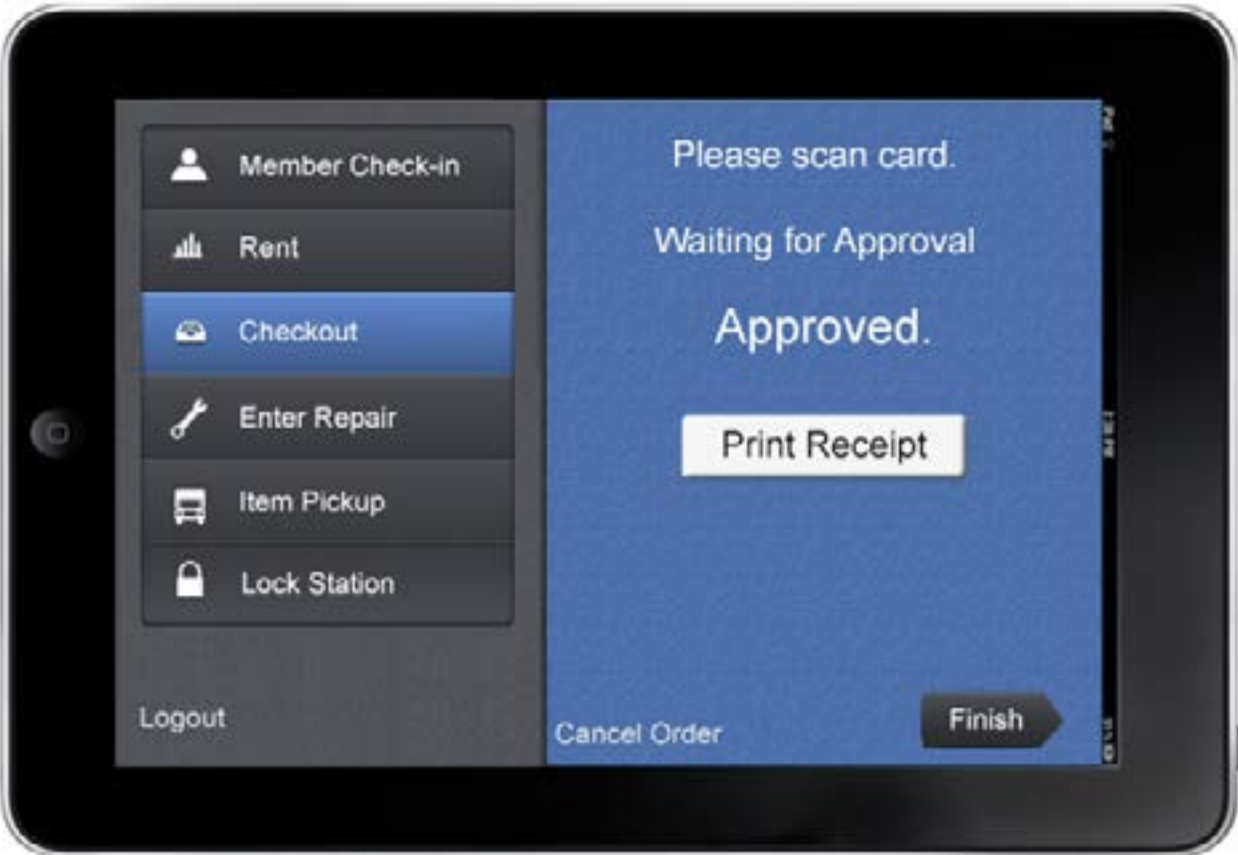 Member Check-in
Rent
Checkout
Enter Repair
Item Pickup
Lock Station
Logout
Please scan card.
Waiting for Approval
Approved.
Print Receipt
Cancel Order
Finish